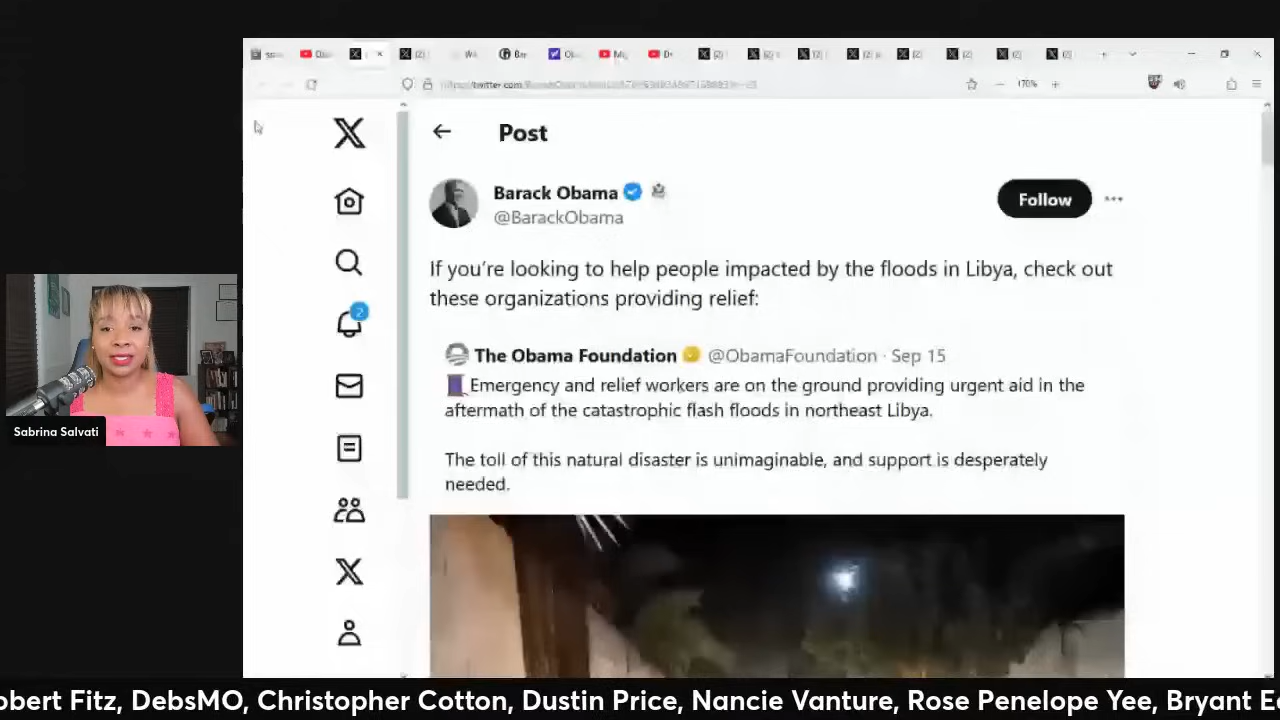 170%
Post
Barack Obama
@BarackObama
Follow
If you're looking to help people impacted by the floods in Libya, check out
these organizations providing relief:
The Obama Foundation @ObamaFoundation · Sep 15
Emergency and relief workers are on the ground providing urgent aid in the
aftermath of the catastrophic flash floods in northeast Libya.
The toll of this natural disaster is unimaginable, and support is desperately
needed.
2
Sabrina Salvati
obert Fitz, DebsMO, Christopher Cotton, Dustin Price, Nancie Vanture, Rose Penelope Yee, Bryant E